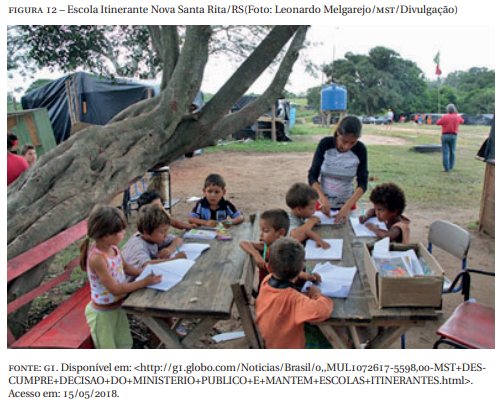 FIGURA 12 – Escola Itinerante Nova Santa Rita/RS(Foto: Leonardo Melgarejo/MST/Divulgação)
FONTE: G1. Disponível em: <http://g1.globo.com/Noticias/Brasil/0,,MUL1072617-5598,00-MST+DES-
CUMPRE+DECISAO+DO+MINISTERIO+PUBLICO+E+MANTEM+ESCOLAS+ITINERANTES.html>.
Acesso em: 15/05/2018.